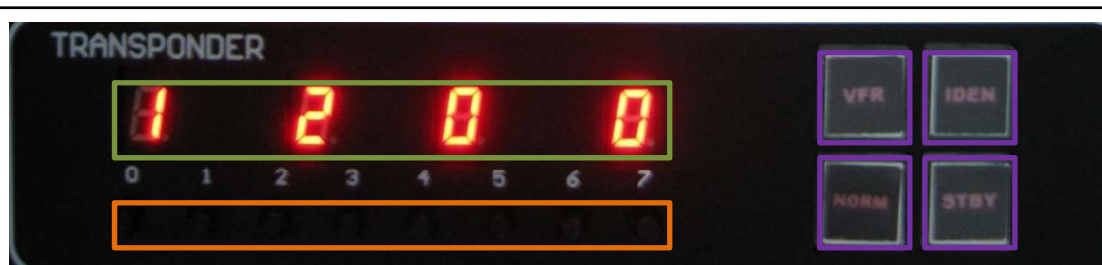 TRANSPONDER
1 2 0 0
0 1 2 3 4 5 6 7
VFR IDEN
NORM STBY